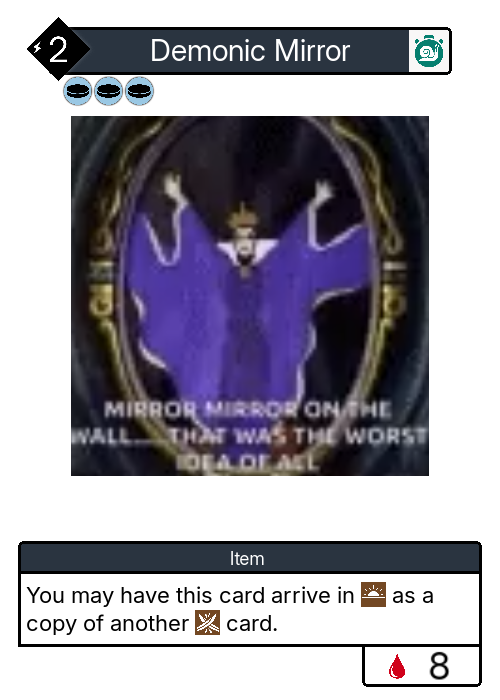 2
Demonic Mirror
MIRROR MIRROR ON THE
WALL.....THAT WAS THE WORST
IDEA OF ALL
Item
You may have this card arrive in as a
copy of another card.
8